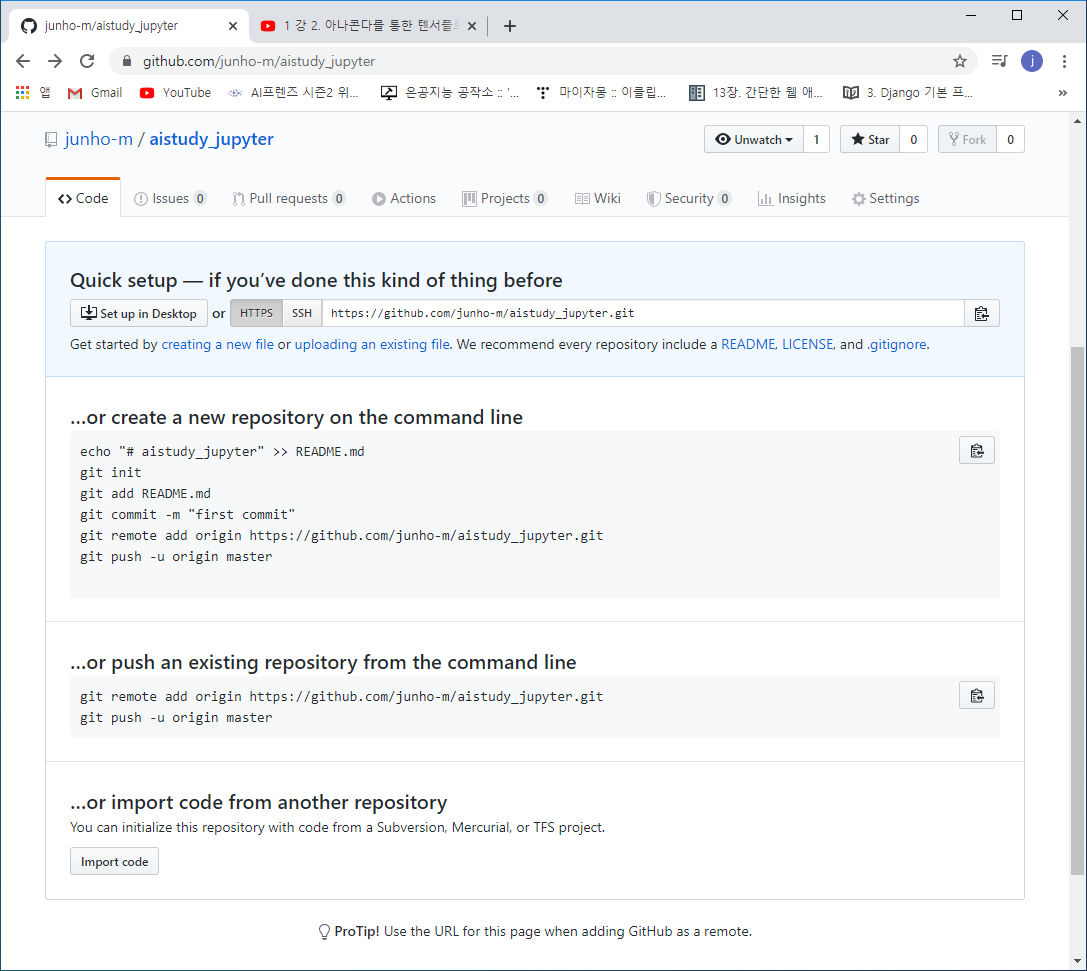 junho-m/aistudy_jupyter
1 강 2. 아나콘다를 통한 텐서플
github.com/junho-m/aistudy_jupyter
j
앱 Gmail YouTube AI프렌즈 시즌2 위... 은공지능 공작소 :: '... 마이자몽 :: 이클립... 13장. 간단한 웹 애... 3. Django 기본 프... »
junho-m / aistudy_jupyter
Unwatch 1 Star 0 Fork 0
Code Issues 0 Pull requests 0 Actions Projects 0 Wiki Security 0 Insights Settings
Quick setup — if you’ve done this kind of thing before
Set up in Desktop or HTTPS SSH https://github.com/junho-m/aistudy_jupyter.git
Get started by creating a new file or uploading an existing file. We recommend every repository include a README, LICENSE, and .gitignore.
…or create a new repository on the command line
echo "# aistudy_jupyter" >> README.md
git init
git add README.md
git commit -m "first commit"
git remote add origin https://github.com/junho-m/aistudy_jupyter.git
git push -u origin master
…or push an existing repository from the command line
git remote add origin https://github.com/junho-m/aistudy_jupyter.git
git push -u origin master
…or import code from another repository
You can initialize this repository with code from a Subversion, Mercurial, or TFS project.
Import code
ProTip! Use the URL for this page when adding GitHub as a remote.